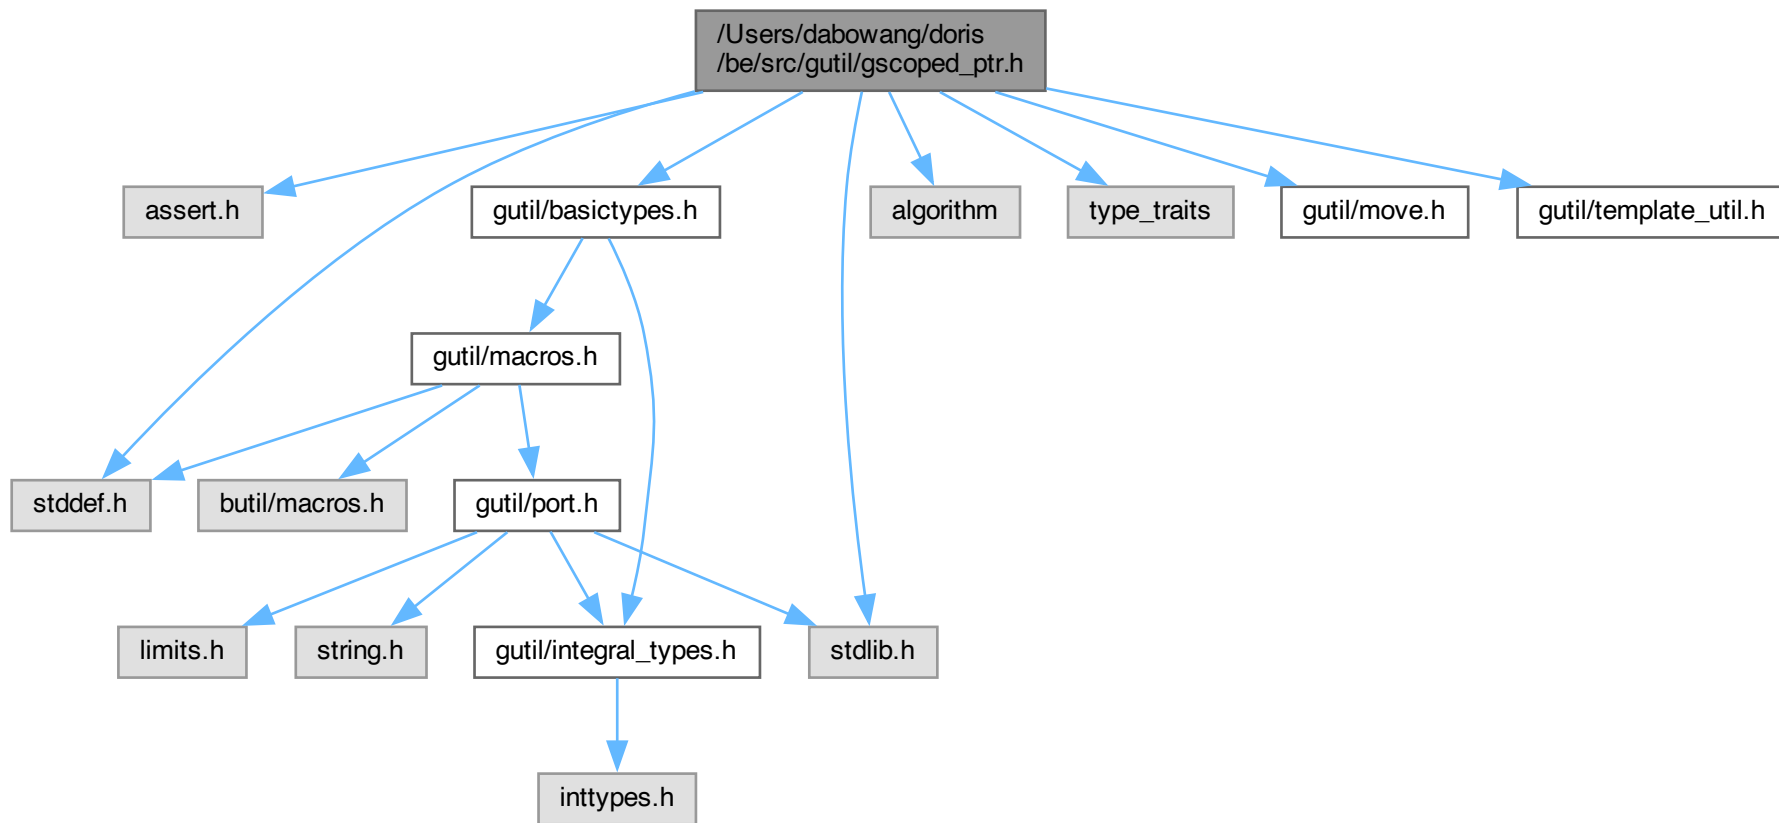 /Users/dabowang/doris
/be/src/gutil/gscoped_ptr.h
assert.h
gutil/basictypes.h
algorithm
type_traits
gutil/move.h
gutil/template_util.h
gutil/macros.h
stddef.h
butil/macros.h
gutil/port.h
limits.h
string.h
gutil/integral_types.h
stdlib.h
inttypes.h